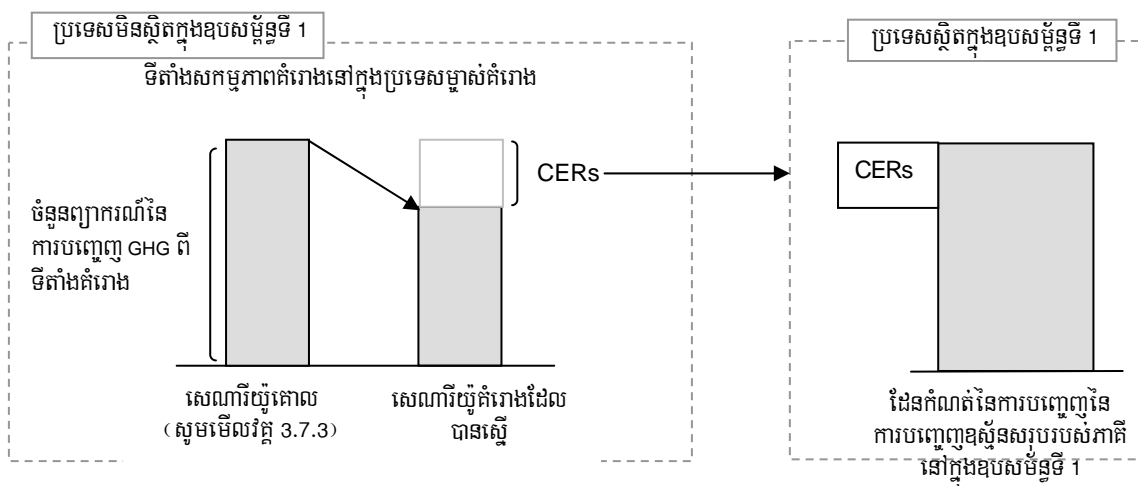 ប្រទេសមិនស្ថិតក្នុងឧបសម្ព័ន្ធទី 1
ទីតាំងសកម្មភាពគំរោងនៅក្នុងប្រទេសម្ចាស់គំរោង
ចំនួនព្យាករណ៍នៃ
ការបញ្ចេញ GHG ពី
ទីតាំងគំរោង
CERs
សេណារីយ៉ូគោល
(សូមមើលវគ្គ 3.7.3)
សេណារីយ៉ូគំរោងដែល
បានស្នើ
ប្រទេសស្ថិតក្នុងឧបសម្ព័ន្ធទី 1
CERs
ដែនកំណត់នៃការបញ្ចេញនៃ
ការបញ្ចេញឧស្ម័នសរុបរបស់ភាគី
នៅក្នុងឧបសម័ន្ធទី 1